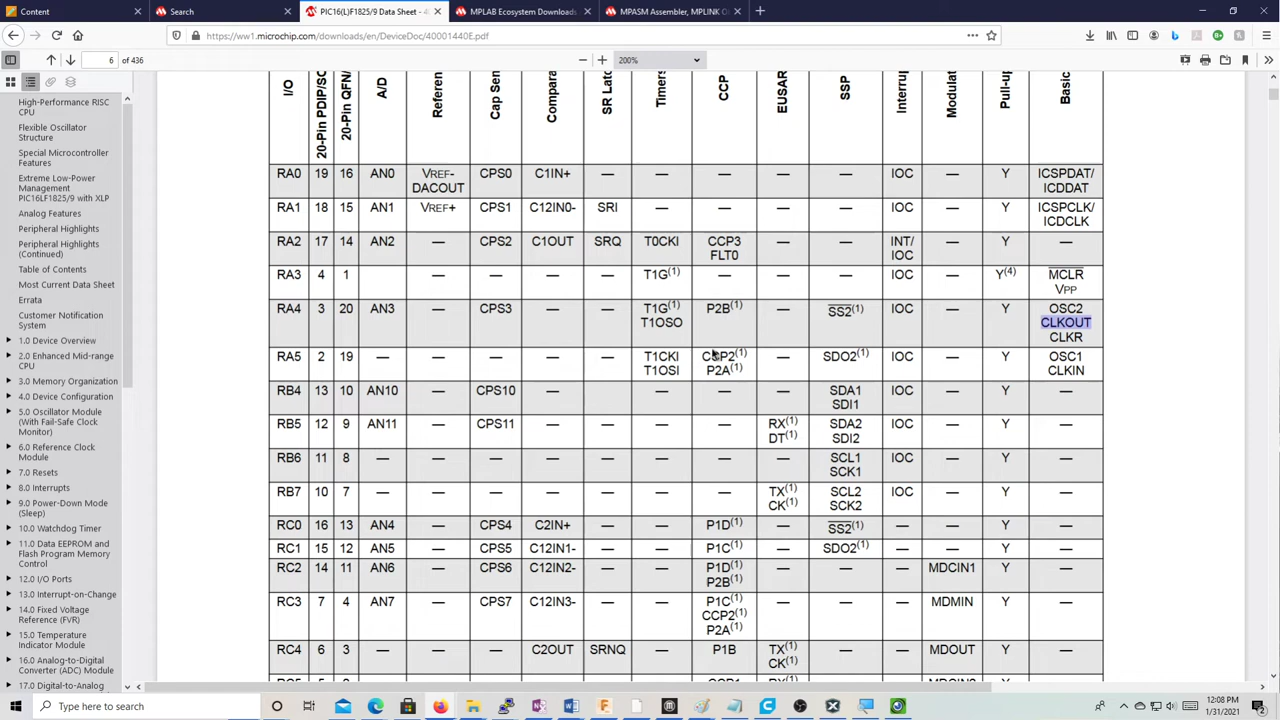 Content
Search
PIC16(L)F1825/9 Data Sheet - 4
MPLAB Ecosystem Downloads
MPASM Assembler, MPLINK O
https://ww1.microchip.com/downloads/en/DeviceDoc/40001440E.pdf
6 of 436
200%
High-Performance RISC
CPU
Flexible Oscillator
Structure
Special Microcontroller
Features
Extreme Low-Power
Management
PIC16LF1825/9 with XLP
Analog Features
Peripheral Highlights
Peripheral Highlights
(Continued)
Table of Contents
Most Current Data Sheet
Errata
Customer Notification
System
1.0 Device Overview
2.0 Enhanced Mid-range
CPU
3.0 Memory Organization
4.0 Device Configuration
5.0 Oscillator Module
(With Fail-Safe Clock
Monitor)
6.0 Reference Clock
Module
7.0 Resets
8.0 Interrupts
9.0 Power-Down Mode
(Sleep)
10.0 Watchdog Timer
11.0 Data EEPROM and
Flash Program Memory
Control
12.0 I/O Ports
13.0 Interrupt-on-Change
14.0 Fixed Voltage
Reference (FVR)
15.0 Temperature
Indicator Module
16.0 Analog-to-Digital
Converter (ADC) Module
17.0 Digital-to-Analog
I/O 20-Pin PDIP/SO 20-Pin QFN/ A/D Referen Cap Sen Compara SR Latc Timers CCP EUSAR SSP Interrup Modulat Pull-up Basic
RA0 19 16 AN0 VREF- CPS0 C1IN+ — — — — — IOC — Y ICSPDAT/
DACOUT ICDDAT
RA1 18 15 AN1 VREF+ CPS1 C12IN0- SRI — — — — IOC — Y ICSPCLK/
ICDCLK
RA2 17 14 AN2 — CPS2 C1OUT SRQ T0CKI CCP3 — — INT/ — Y —
FLT0 IOC
RA3 4 1 — — — — — T1G(1) — — — IOC — Y(4) MCLR
VPP
RA4 3 20 AN3 — CPS3 — — T1G(1) P2B(1) — SS2(1) IOC — Y OSC2
T1OSO CLKOUT
CLKR
RA5 2 19 — — — — — T1CKI CCP2(1) — SDO2(1) IOC — Y OSC1
T1OSI P2A(1) CLKIN
RB4 13 10 AN10 — CPS10 — — — — — SDA1 IOC — Y —
SDI1
RB5 12 9 AN11 — CPS11 — — — — RX(1) SDA2 IOC — Y —
DT(1) SDI2
RB6 11 8 — — — — — — — — SCL1 IOC — Y —
SCK1
RB7 10 7 — — — — — — — TX(1) SCL2 IOC — Y —
CK(1) SCK2
RC0 16 13 AN4 — CPS4 C2IN+ — — P1D(1) — SS2(1) — — Y —
RC1 15 12 AN5 — CPS5 C12IN1- — — P1C(1) — SDO2(1) — — Y —
RC2 14 11 AN6 — CPS6 C12IN2- — — P1D(1) — — — MDCIN1 Y —
P2B(1)
RC3 7 4 AN7 — CPS7 C12IN3- — — P1C(1) — — — MDMIN Y —
CCP2(1)
P2A(1)
RC4 6 3 — — — C2OUT SRNQ — P1B TX(1) — — MDOUT Y —
CK(1)
Type here to search
12:08 PM
1/31/2021